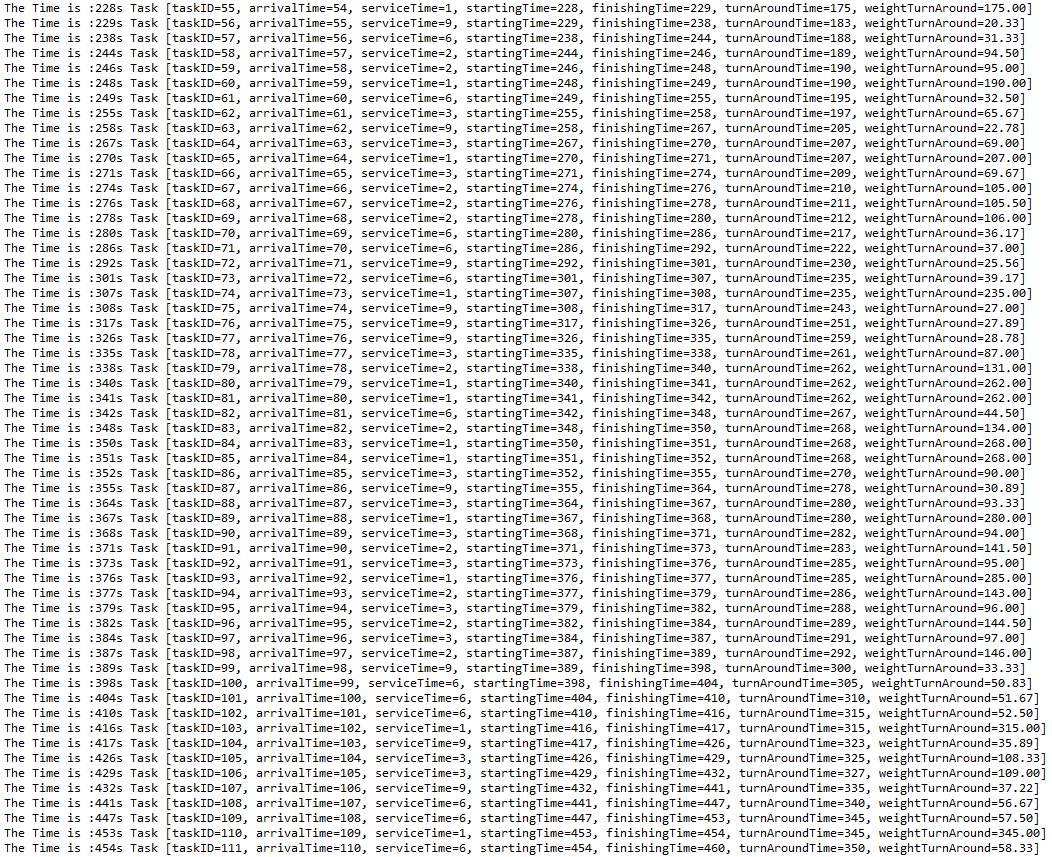 The Time is :228s Task [taskID=55, arrivalTime=54, serviceTime=1, startingTime=228, finishingTime=229, turnAroundTime=175, weightTurnAround=175.00]
The Time is :229s Task [taskID=56, arrivalTime=55, serviceTime=9, startingTime=229, finishingTime=238, turnAroundTime=183, weightTurnAround=20.33]
The Time is :238s Task [taskID=57, arrivalTime=56, serviceTime=6, startingTime=238, finishingTime=244, turnAroundTime=188, weightTurnAround=31.33]
The Time is :244s Task [taskID=58, arrivalTime=57, serviceTime=2, startingTime=244, finishingTime=246, turnAroundTime=189, weightTurnAround=94.50]
The Time is :246s Task [taskID=59, arrivalTime=58, serviceTime=2, startingTime=246, finishingTime=248, turnAroundTime=190, weightTurnAround=95.00]
The Time is :248s Task [taskID=60, arrivalTime=59, serviceTime=1, startingTime=248, finishingTime=249, turnAroundTime=190, weightTurnAround=190.00]
The Time is :249s Task [taskID=61, arrivalTime=60, serviceTime=6, startingTime=249, finishingTime=255, turnAroundTime=195, weightTurnAround=32.50]
The Time is :255s Task [taskID=62, arrivalTime=61, serviceTime=3, startingTime=255, finishingTime=258, turnAroundTime=197, weightTurnAround=65.67]
The Time is :258s Task [taskID=63, arrivalTime=62, serviceTime=9, startingTime=258, finishingTime=267, turnAroundTime=205, weightTurnAround=22.78]
The Time is :267s Task [taskID=64, arrivalTime=63, serviceTime=3, startingTime=267, finishingTime=270, turnAroundTime=207, weightTurnAround=69.00]
The Time is :270s Task [taskID=65, arrivalTime=64, serviceTime=1, startingTime=270, finishingTime=271, turnAroundTime=207, weightTurnAround=207.00]
The Time is :271s Task [taskID=66, arrivalTime=65, serviceTime=3, startingTime=271, finishingTime=274, turnAroundTime=209, weightTurnAround=69.67]
The Time is :274s Task [taskID=67, arrivalTime=66, serviceTime=2, startingTime=274, finishingTime=276, turnAroundTime=210, weightTurnAround=105.00]
The Time is :276s Task [taskID=68, arrivalTime=67, serviceTime=2, startingTime=276, finishingTime=278, turnAroundTime=211, weightTurnAround=105.50]
The Time is :278s Task [taskID=69, arrivalTime=68, serviceTime=2, startingTime=278, finishingTime=280, turnAroundTime=212, weightTurnAround=106.00]
The Time is :280s Task [taskID=70, arrivalTime=69, serviceTime=6, startingTime=280, finishingTime=286, turnAroundTime=217, weightTurnAround=36.17]
The Time is :286s Task [taskID=71, arrivalTime=70, serviceTime=6, startingTime=286, finishingTime=292, turnAroundTime=222, weightTurnAround=37.00]
The Time is :292s Task [taskID=72, arrivalTime=71, serviceTime=9, startingTime=292, finishingTime=301, turnAroundTime=230, weightTurnAround=25.56]
The Time is :301s Task [taskID=73, arrivalTime=72, serviceTime=6, startingTime=301, finishingTime=307, turnAroundTime=235, weightTurnAround=39.17]
The Time is :307s Task [taskID=74, arrivalTime=73, serviceTime=1, startingTime=307, finishingTime=308, turnAroundTime=235, weightTurnAround=235.00]
The Time is :308s Task [taskID=75, arrivalTime=74, serviceTime=9, startingTime=308, finishingTime=317, turnAroundTime=243, weightTurnAround=27.00]
The Time is :317s Task [taskID=76, arrivalTime=75, serviceTime=9, startingTime=317, finishingTime=326, turnAroundTime=251, weightTurnAround=27.89]
The Time is :326s Task [taskID=77, arrivalTime=76, serviceTime=9, startingTime=326, finishingTime=335, turnAroundTime=259, weightTurnAround=28.78]
The Time is :335s Task [taskID=78, arrivalTime=77, serviceTime=3, startingTime=335, finishingTime=338, turnAroundTime=261, weightTurnAround=87.00]
The Time is :338s Task [taskID=79, arrivalTime=78, serviceTime=2, startingTime=338, finishingTime=340, turnAroundTime=262, weightTurnAround=131.00]
The Time is :340s Task [taskID=80, arrivalTime=79, serviceTime=1, startingTime=340, finishingTime=341, turnAroundTime=262, weightTurnAround=262.00]
The Time is :341s Task [taskID=81, arrivalTime=80, serviceTime=1, startingTime=341, finishingTime=342, turnAroundTime=262, weightTurnAround=262.00]
The Time is :342s Task [taskID=82, arrivalTime=81, serviceTime=6, startingTime=342, finishingTime=348, turnAroundTime=267, weightTurnAround=44.50]
The Time is :348s Task [taskID=83, arrivalTime=82, serviceTime=2, startingTime=348, finishingTime=350, turnAroundTime=268, weightTurnAround=134.00]
The Time is :350s Task [taskID=84, arrivalTime=83, serviceTime=1, startingTime=350, finishingTime=351, turnAroundTime=268, weightTurnAround=268.00]
The Time is :351s Task [taskID=85, arrivalTime=84, serviceTime=1, startingTime=351, finishingTime=352, turnAroundTime=268, weightTurnAround=268.00]
The Time is :352s Task [taskID=86, arrivalTime=85, serviceTime=3, startingTime=352, finishingTime=355, turnAroundTime=270, weightTurnAround=90.00]
The Time is :355s Task [taskID=87, arrivalTime=86, serviceTime=9, startingTime=355, finishingTime=364, turnAroundTime=278, weightTurnAround=30.89]
The Time is :364s Task [taskID=88, arrivalTime=87, serviceTime=3, startingTime=364, finishingTime=367, turnAroundTime=280, weightTurnAround=93.33]
The Time is :367s Task [taskID=89, arrivalTime=88, serviceTime=1, startingTime=367, finishingTime=368, turnAroundTime=280, weightTurnAround=280.00]
The Time is :368s Task [taskID=90, arrivalTime=89, serviceTime=3, startingTime=368, finishingTime=371, turnAroundTime=282, weightTurnAround=94.00]
The Time is :371s Task [taskID=91, arrivalTime=90, serviceTime=2, startingTime=371, finishingTime=373, turnAroundTime=283, weightTurnAround=141.50]
The Time is :373s Task [taskID=92, arrivalTime=91, serviceTime=3, startingTime=373, finishingTime=376, turnAroundTime=285, weightTurnAround=95.00]
The Time is :376s Task [taskID=93, arrivalTime=92, serviceTime=1, startingTime=376, finishingTime=377, turnAroundTime=285, weightTurnAround=285.00]
The Time is :377s Task [taskID=94, arrivalTime=93, serviceTime=2, startingTime=377, finishingTime=379, turnAroundTime=286, weightTurnAround=143.00]
The Time is :379s Task [taskID=95, arrivalTime=94, serviceTime=3, startingTime=379, finishingTime=382, turnAroundTime=288, weightTurnAround=96.00]
The Time is :382s Task [taskID=96, arrivalTime=95, serviceTime=2, startingTime=382, finishingTime=384, turnAroundTime=289, weightTurnAround=144.50]
The Time is :384s Task [taskID=97, arrivalTime=96, serviceTime=3, startingTime=384, finishingTime=387, turnAroundTime=291, weightTurnAround=97.00]
The Time is :387s Task [taskID=98, arrivalTime=97, serviceTime=2, startingTime=387, finishingTime=389, turnAroundTime=292, weightTurnAround=146.00]
The Time is :389s Task [taskID=99, arrivalTime=98, serviceTime=9, startingTime=389, finishingTime=398, turnAroundTime=300, weightTurnAround=33.33]
The Time is :398s Task [taskID=100, arrivalTime=99, serviceTime=6, startingTime=398, finishingTime=404, turnAroundTime=305, weightTurnAround=50.83]
The Time is :404s Task [taskID=101, arrivalTime=100, serviceTime=6, startingTime=404, finishingTime=410, turnAroundTime=310, weightTurnAround=51.67]
The Time is :410s Task [taskID=102, arrivalTime=101, serviceTime=6, startingTime=410, finishingTime=416, turnAroundTime=315, weightTurnAround=52.50]
The Time is :416s Task [taskID=103, arrivalTime=102, serviceTime=1, startingTime=416, finishingTime=417, turnAroundTime=315, weightTurnAround=315.00]
The Time is :417s Task [taskID=104, arrivalTime=103, serviceTime=9, startingTime=417, finishingTime=426, turnAroundTime=323, weightTurnAround=35.89]
The Time is :426s Task [taskID=105, arrivalTime=104, serviceTime=3, startingTime=426, finishingTime=429, turnAroundTime=325, weightTurnAround=108.33]
The Time is :429s Task [taskID=106, arrivalTime=105, serviceTime=3, startingTime=429, finishingTime=432, turnAroundTime=327, weightTurnAround=109.00]
The Time is :432s Task [taskID=107, arrivalTime=106, serviceTime=9, startingTime=432, finishingTime=441, turnAroundTime=335, weightTurnAround=37.22]
The Time is :441s Task [taskID=108, arrivalTime=107, serviceTime=6, startingTime=441, finishingTime=447, turnAroundTime=340, weightTurnAround=56.67]
The Time is :447s Task [taskID=109, arrivalTime=108, serviceTime=6, startingTime=447, finishingTime=453, turnAroundTime=345, weightTurnAround=57.50]
The Time is :453s Task [taskID=110, arrivalTime=109, serviceTime=1, startingTime=453, finishingTime=454, turnAroundTime=345, weightTurnAround=345.00]
The Time is :454s Task [taskID=111, arrivalTime=110, serviceTime=6, startingTime=454, finishingTime=460, turnAroundTime=350, weightTurnAround=58.33]